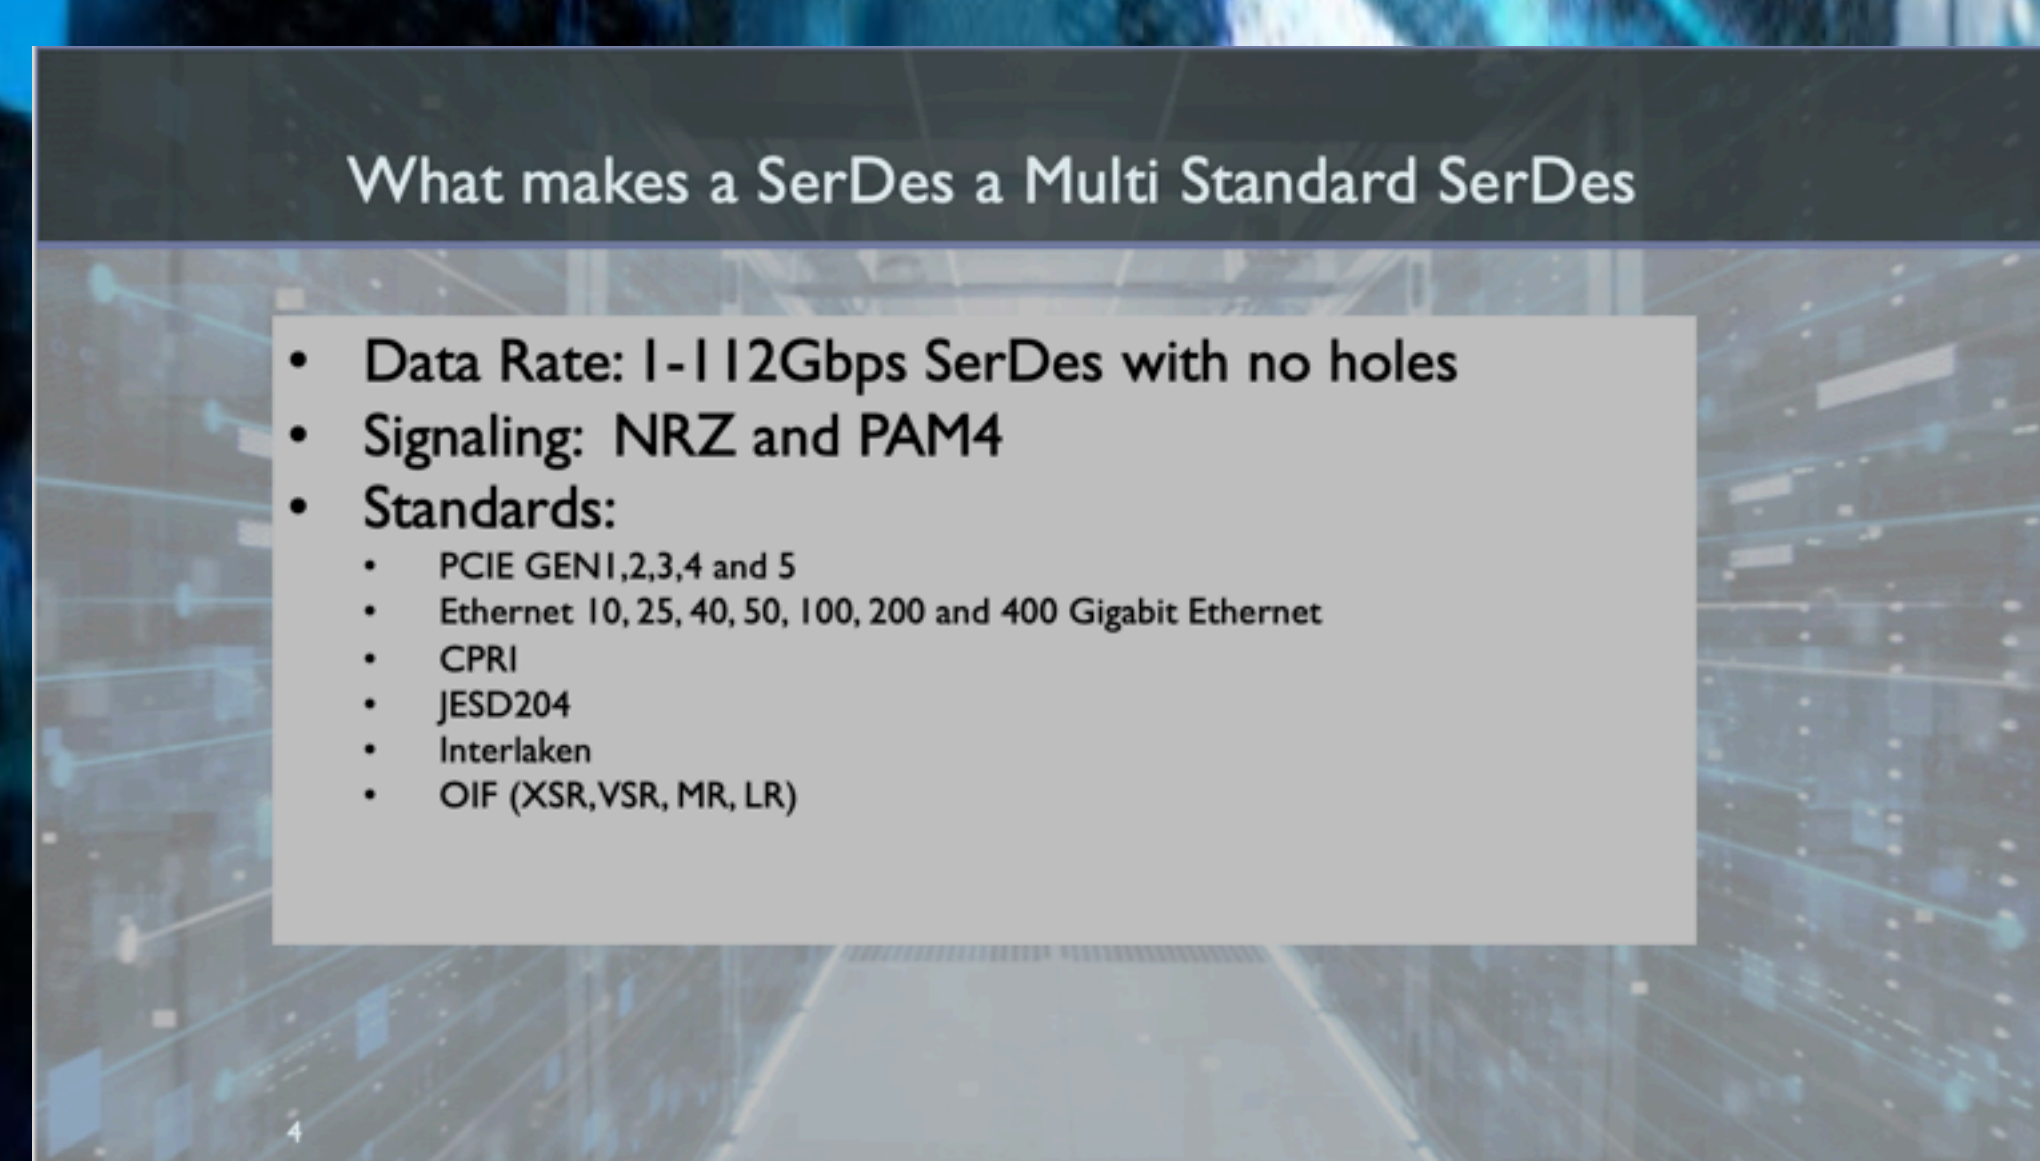 What makes a SerDes a Multi Standard SerDes
• Data Rate: 1-112Gbps SerDes with no holes
• Signaling: NRZ and PAM4
• Standards:
• PCIE GEN1,2,3,4 and 5
• Ethernet 10, 25, 40, 50, 100, 200 and 400 Gigabit Ethernet
• CPRI
• JESD204
• Interlaken
• OIF (XSR, VSR, MR, LR)
4